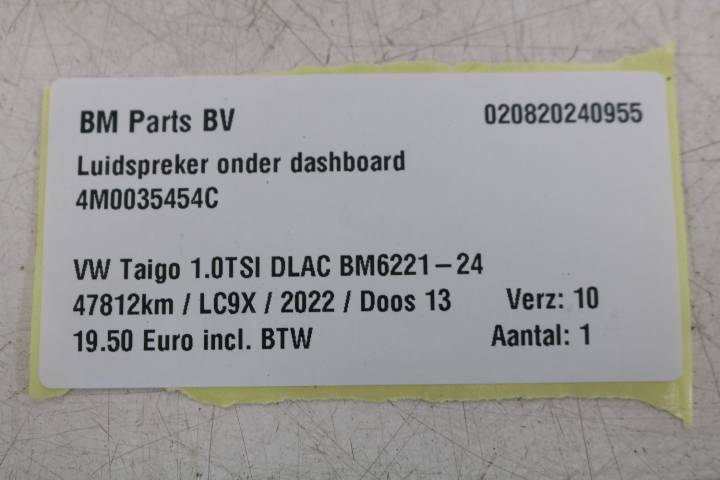 BM Parts BV 020820240955
Luidspreker onder dashboard
4M0035454C
VW Taigo 1.0TSI DLAC BM6221-24
47812km / LC9X / 2022 / Doos 13 Verz: 10
19.50 Euro incl. BTW Aantal: 1